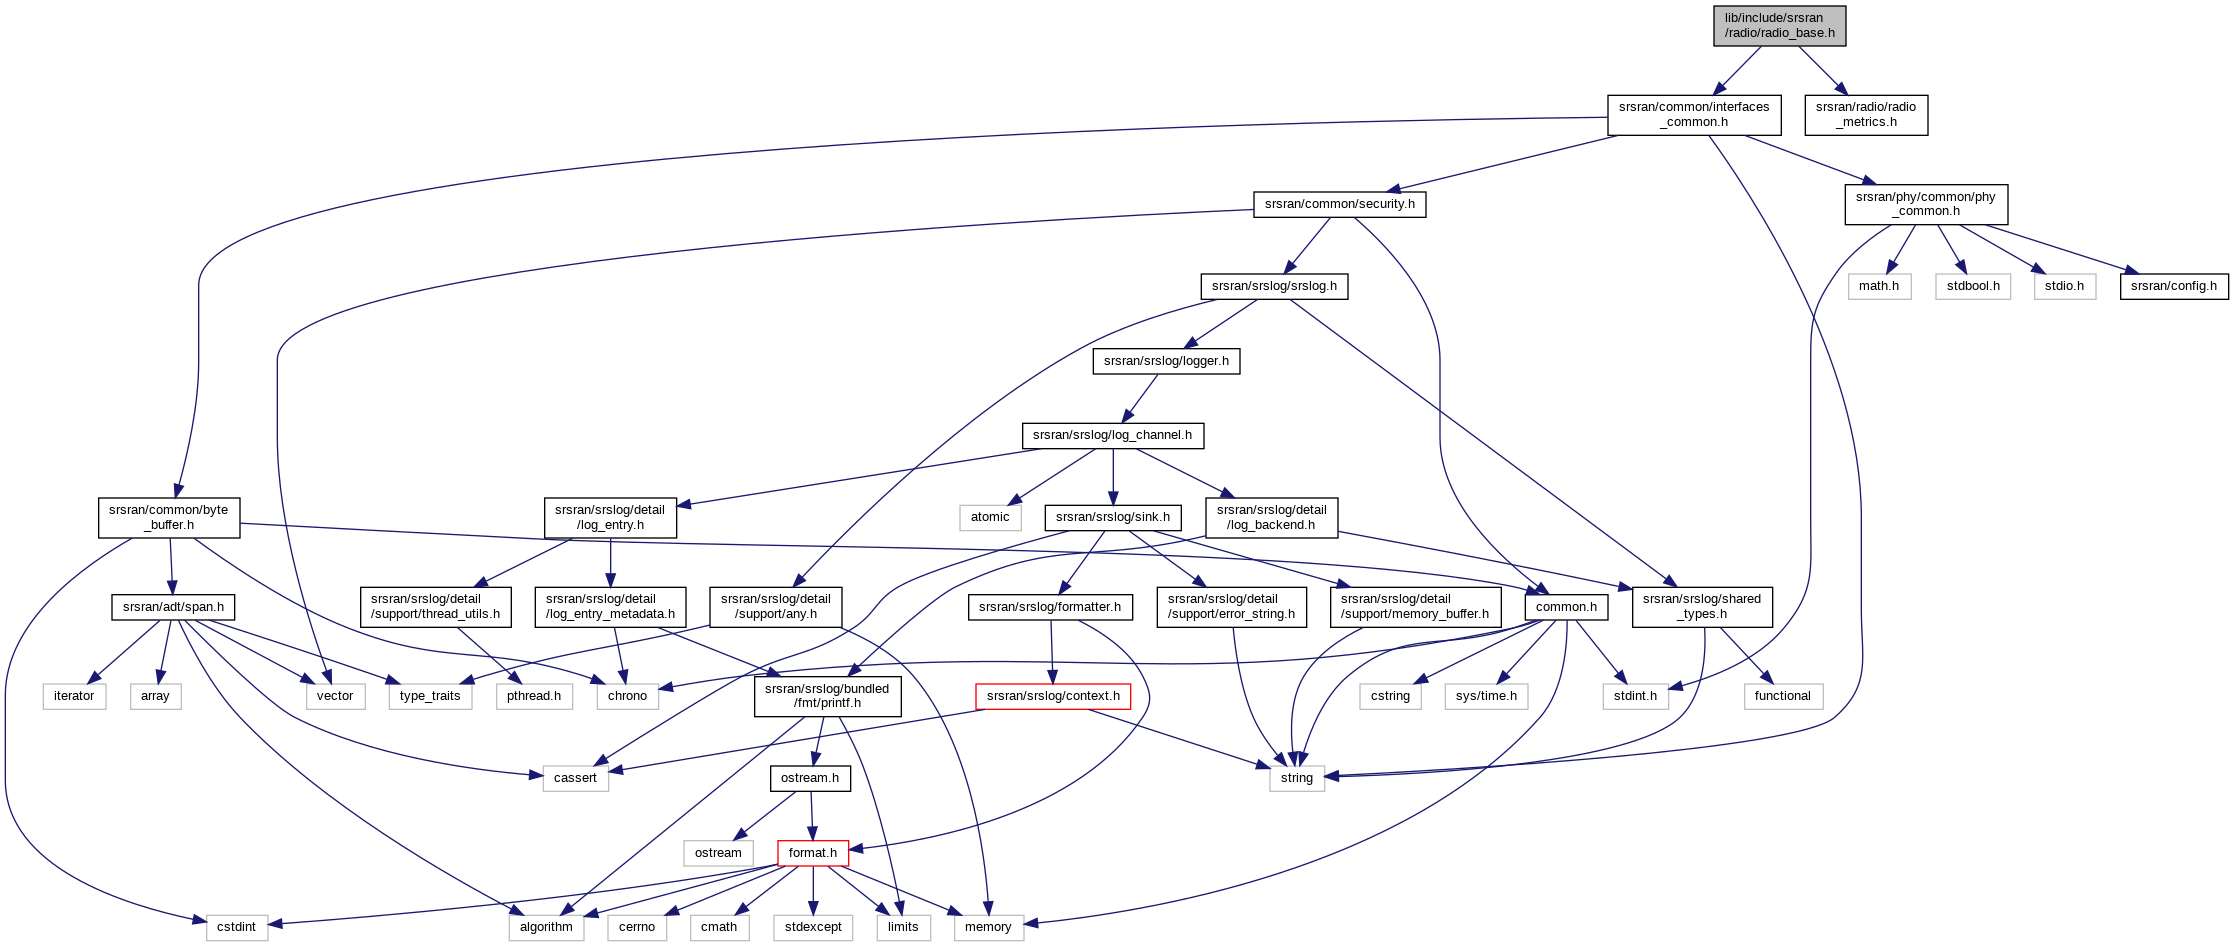 lib/include/srsran
/radio/radio_base.h
srsran/common/interfaces
_common.h
srsran/radio/radio
_metrics.h
srsran/common/security.h
srsran/phy/common/phy
_common.h
srsran/srslog/srslog.h
math.h
stdbool.h
stdio.h
srsran/config.h
srsran/srslog/logger.h
srsran/srslog/log_channel.h
srsran/common/byte
_buffer.h
srsran/srslog/detail
/log_entry.h
atomic
srsran/srslog/sink.h
srsran/srslog/detail
/log_backend.h
srsran/adt/span.h
srsran/srslog/detail
/support/thread_utils.h
srsran/srslog/detail
/log_entry_metadata.h
srsran/srslog/detail
/support/any.h
srsran/srslog/formatter.h
srsran/srslog/detail
/support/error_string.h
srsran/srslog/detail
/support/memory_buffer.h
common.h
srsran/srslog/shared
_types.h
iterator
array
vector
type_traits
pthread.h
chrono
srsran/srslog/bundled
/fmt/printf.h
srsran/srslog/context.h
cstring
sys/time.h
stdint.h
functional
cassert
ostream.h
string
ostream
format.h
cstdint
algorithm
cerrno
cmath
stdexcept
limits
memory